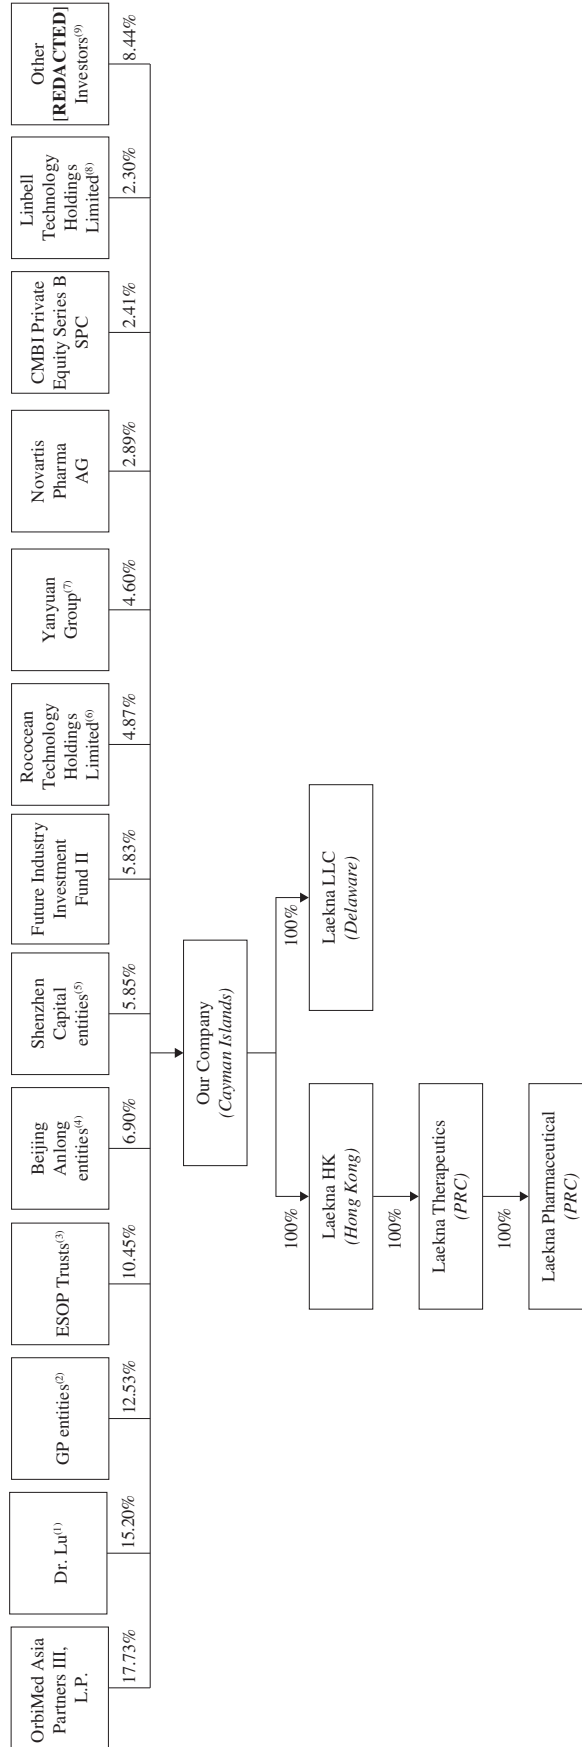 OrbiMed Asia
Partners III,
L.P.
17.73%
Dr. Lu(1)
15.20%
GP entities(2)
12.53%
ESOP Trusts(3)
10.45%
Beijing
Anlong
entities(4)
6.90%
Shenzhen
Capital
entities(5)
5.85%
Future Industry
Investment
Fund II
5.83%
Rococean
Technology
Holdings
Limited(6)
4.87%
Yanyuan
Group(7)
4.60%
Novartis
Pharma
AG
2.89%
CMBI Private
Equity Series B
SPC
2.41%
Linbell
Technology
Holdings
Limited(8)
2.30%
Other
[REDACTED]
Investors(9)
8.44%
Our Company
(Cayman Islands)
100%
Laekna HK
(Hong Kong)
100%
Laekna LLC
(Delaware)
100%
Laekna Therapeutics
(PRC)
100%
Laekna Pharmaceutical
(PRC)